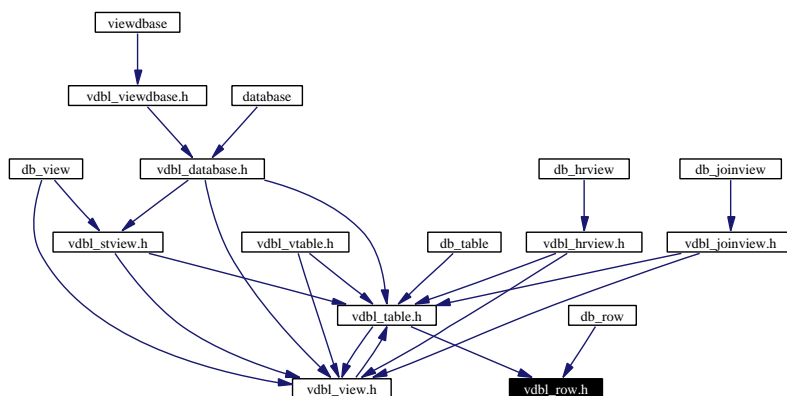 viewdbase
vdbl_viewdbase.h
database
db_view
vdbl_database.h
db_hrview
db_joinview
vdbl_stview.h
vdbl_vtable.h
db_table
vdbl_hrview.h
vdbl_joinview.h
vdbl_table.h
db_row
vdbl_view.h
vdbl_row.h